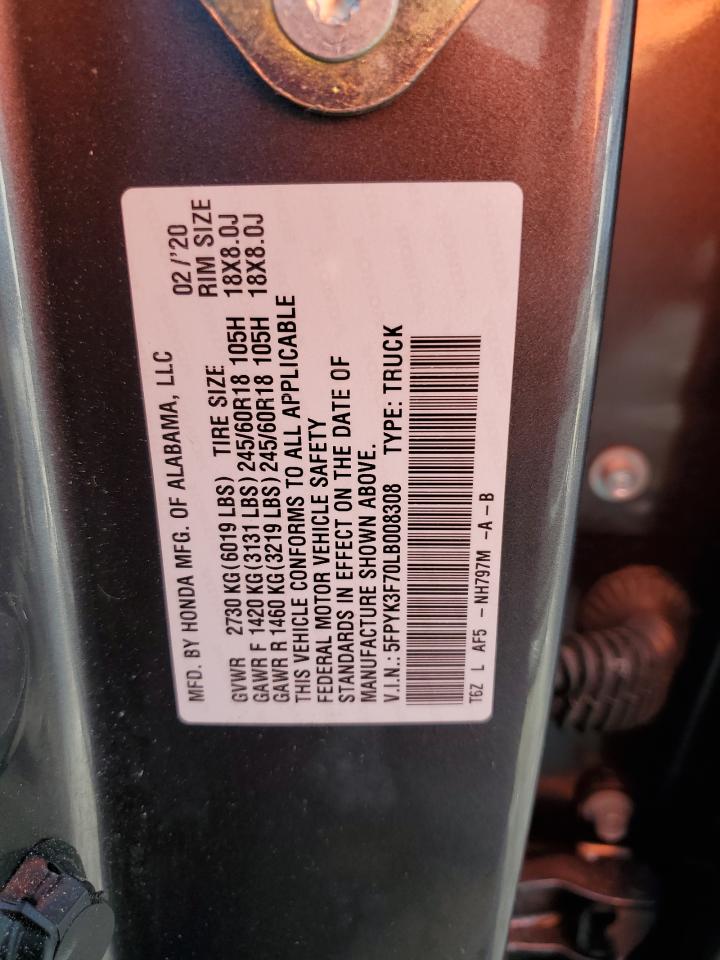 MFD. BY HONDA MFG. OF ALABAMA, LLC 02/'20
GVWR 2730 KG(6019 LBS) TIRE SIZE RIM SIZE
GAWR F 1420 KG(3131 LBS)245/60R18 105H 18X8.0J
GAWR R 1460 KG(3219 LBS)245/60R18 105H 18X8.0J
THIS VEHICLE CONFORMS TO ALL APPLICABLE
FEDERAL MOTOR VEHICLE SAFETY
STANDARDS IN EFFECT ON THE DATE OF
MANUFACTURE SHOWN ABOVE.
V.I.N.: 5FPYK3F70LB008308 TYPE: TRUCK
T6Z L AF5 - NH797M -A-B